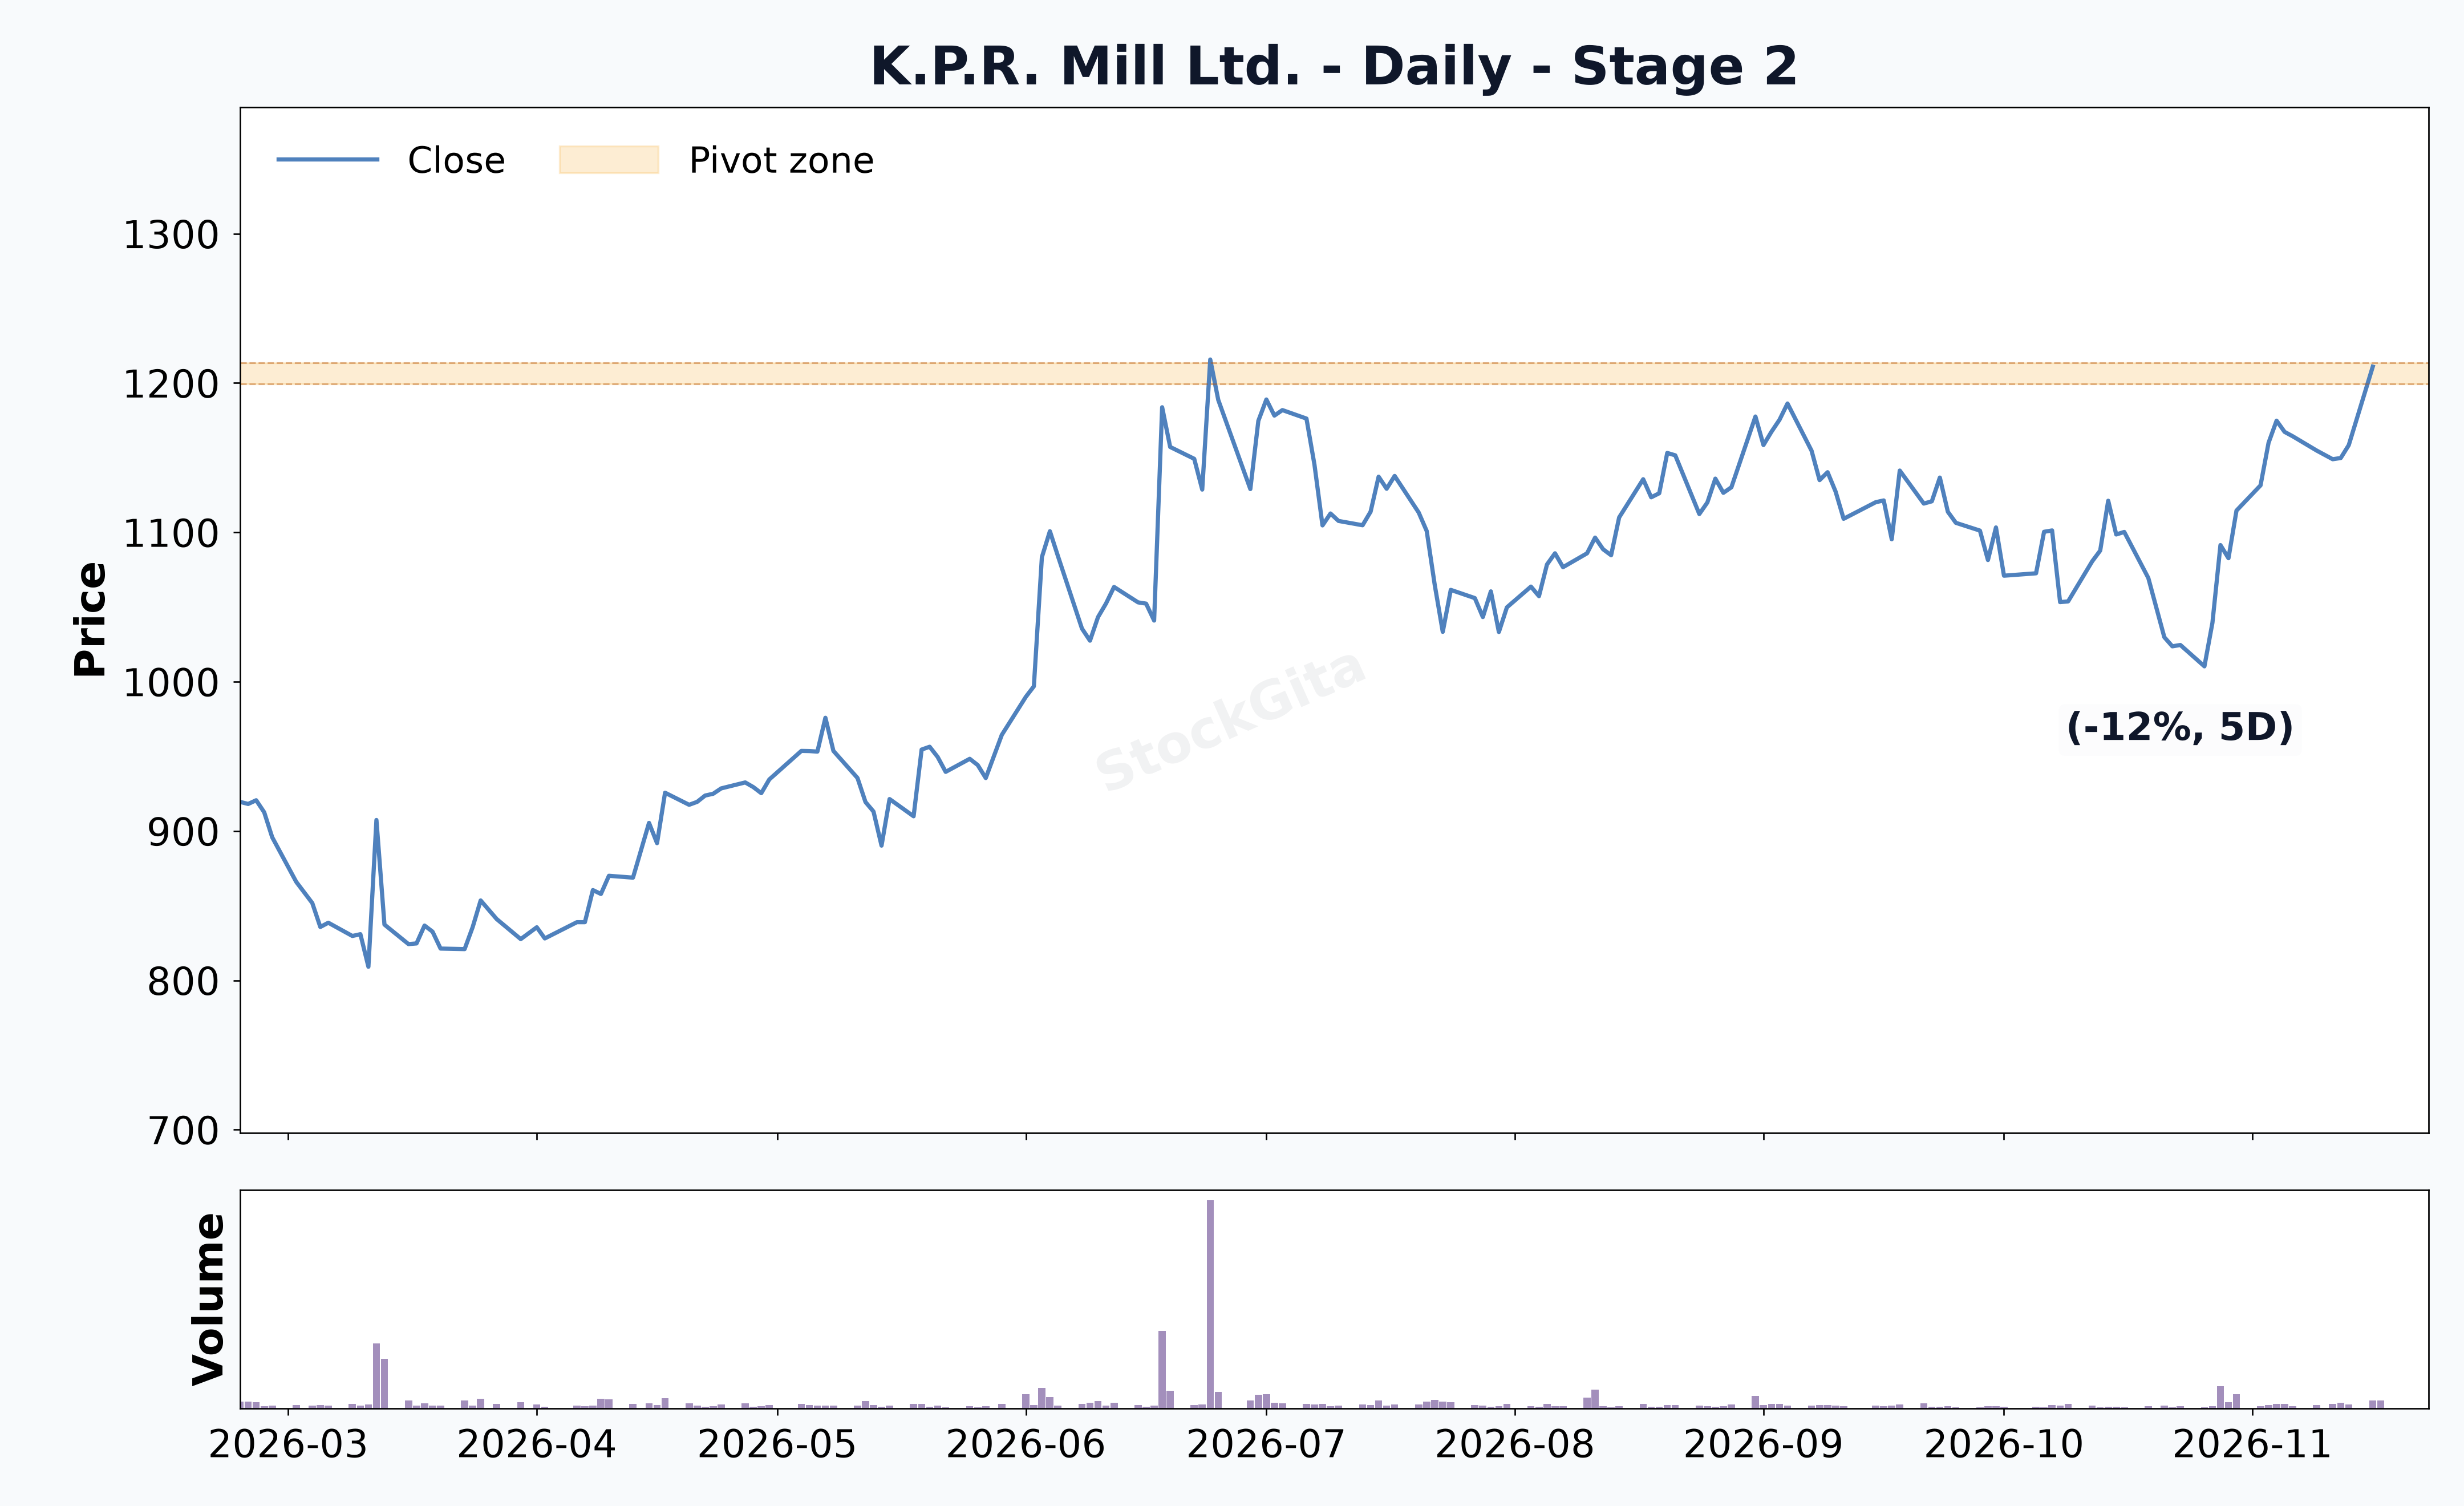 K.P.R. Mill Ltd. - Daily - Stage 2
Close
Pivot zone
1300
1200
1100
1000
900
800
700
Price
StockGita
(-12%, 5D)
Volume
2026-03
2026-04
2026-05
2026-06
2026-07
2026-08
2026-09
2026-10
2026-11